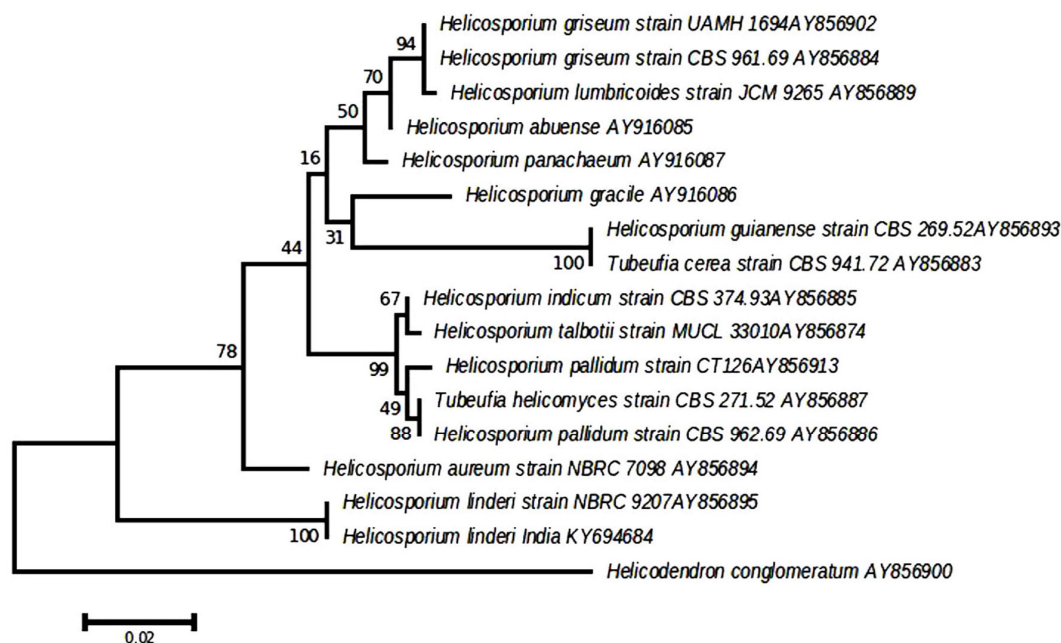 Helicosporium griseum strain UAMH 1694AY856902
94
Helicosporium griseum strain CBS 961.69 AY856884
70
Helicosporium lumbricoides strain JCM 9265 AY856889
50
Helicosporium abuense AY916085
16
Helicosporium panachaeum AY916087
Helicosporium gracile AY916086
31
Helicosporium guianense strain CBS 269.52AY856893
44
100
Tubeufia cerea strain CBS 941.72 AY856883
67
Helicosporium indicum strain CBS 374.93AY856885
Helicosporium talbotii strain MUCL 33010AY856874
78
99
Helicosporium pallidum strain CT126AY856913
Tubeufia helicomyces strain CBS 271.52 AY856887
49
88
Helicosporium pallidum strain CBS 962.69 AY856886
Helicosporium aureum strain NBRC 7098 AY856894
Helicosporium linderi strain NBRC 9207AY856895
100
Helicosporium linderi India KY694684
Helicodendron conglomeratum AY856900
0.02